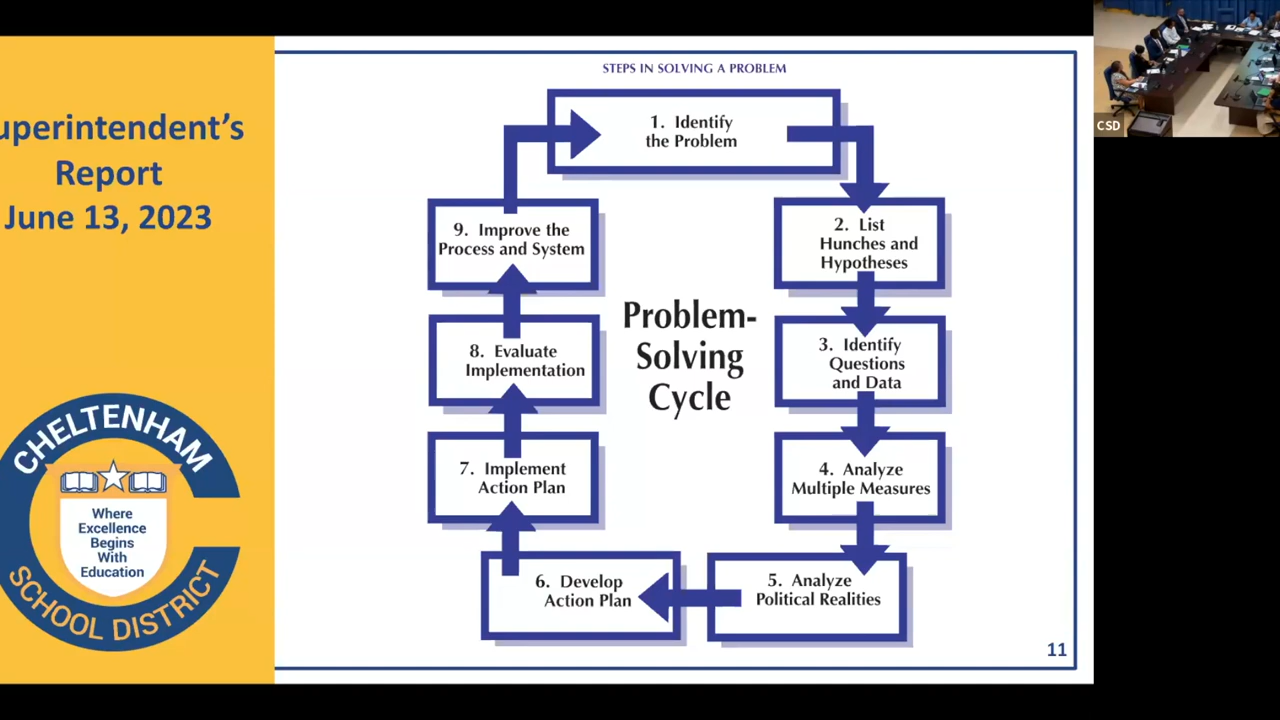 uperintendent's
Report
June 13, 2023
CHELTENHAM
Where
Excellence
Begins
With
Education
SCHOOL DISTRICT
STEPS IN SOLVING A PROBLEM
1. Identify
the Problem
2. List
Hunches and
Hypotheses
3. Identify
Questions
and Data
4. Analyze
Multiple Measures
5. Analyze
Political Realities
6. Develop
Action Plan
7. Implement
Action Plan
8. Evaluate
Implementation
9. Improve the
Process and System
Problem-
Solving
Cycle
11
CSD